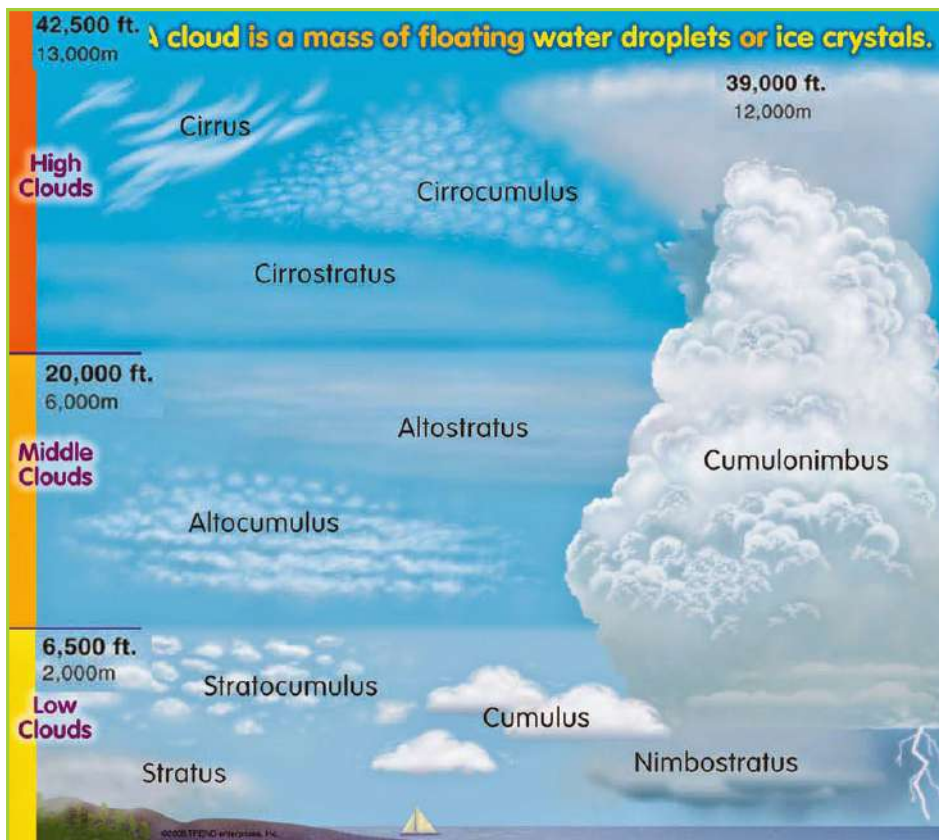 42,500 ft.
13,000m
A cloud is a mass of floating water droplets or ice crystals.
39,000 ft.
12,000m
Cirrus
High
Clouds
Cirrocumulus
Cirrostratus
20,000 ft.
6,000m
Altostratus
Middle
Clouds
Cumulonimbus
Altocumulus
6,500 ft.
2,000m
Stratocumulus
Low
Clouds
Cumulus
Stratus
Nimbostratus